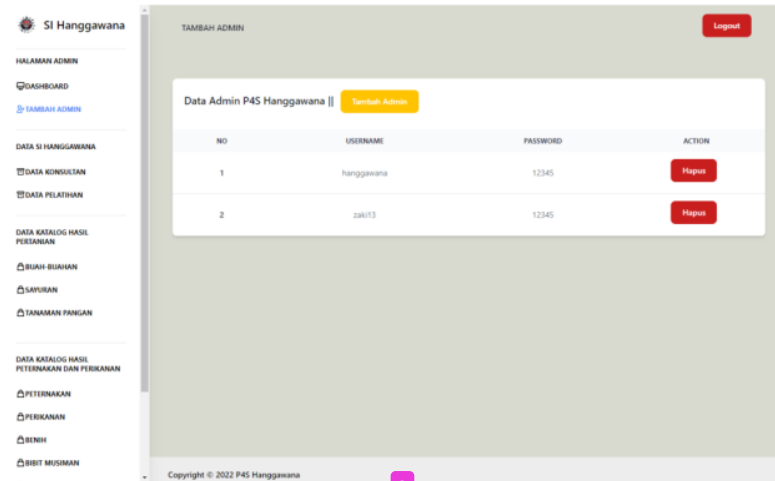 SI Hanggawana
HALAMAN ADMIN
DASHBOARD
TAMBAH ADMIN
DATA SI HANGGAWANA
DATA KONSULTAN
DATA PELATIHAN
DATA KATALOG HASIL
PERTANIAN
BUAH-BUAHAN
SAYURAN
TANAMAN PANGAN
DATA KATALOG HASIL
PETERNAKAN DAN PERIKANAN
PETERNAKAN
PERIKANAN
BENIH
BIBIT MUSIMAN
TAMBAH ADMIN
Logout
Data Admin P4S Hanggawana || Tambah Admin
NO USERNAME PASSWORD ACTION
1 hanggawana 12345 Hapus
2 zaki13 12345 Hapus
Copyright © 2022 P4S Hanggawana